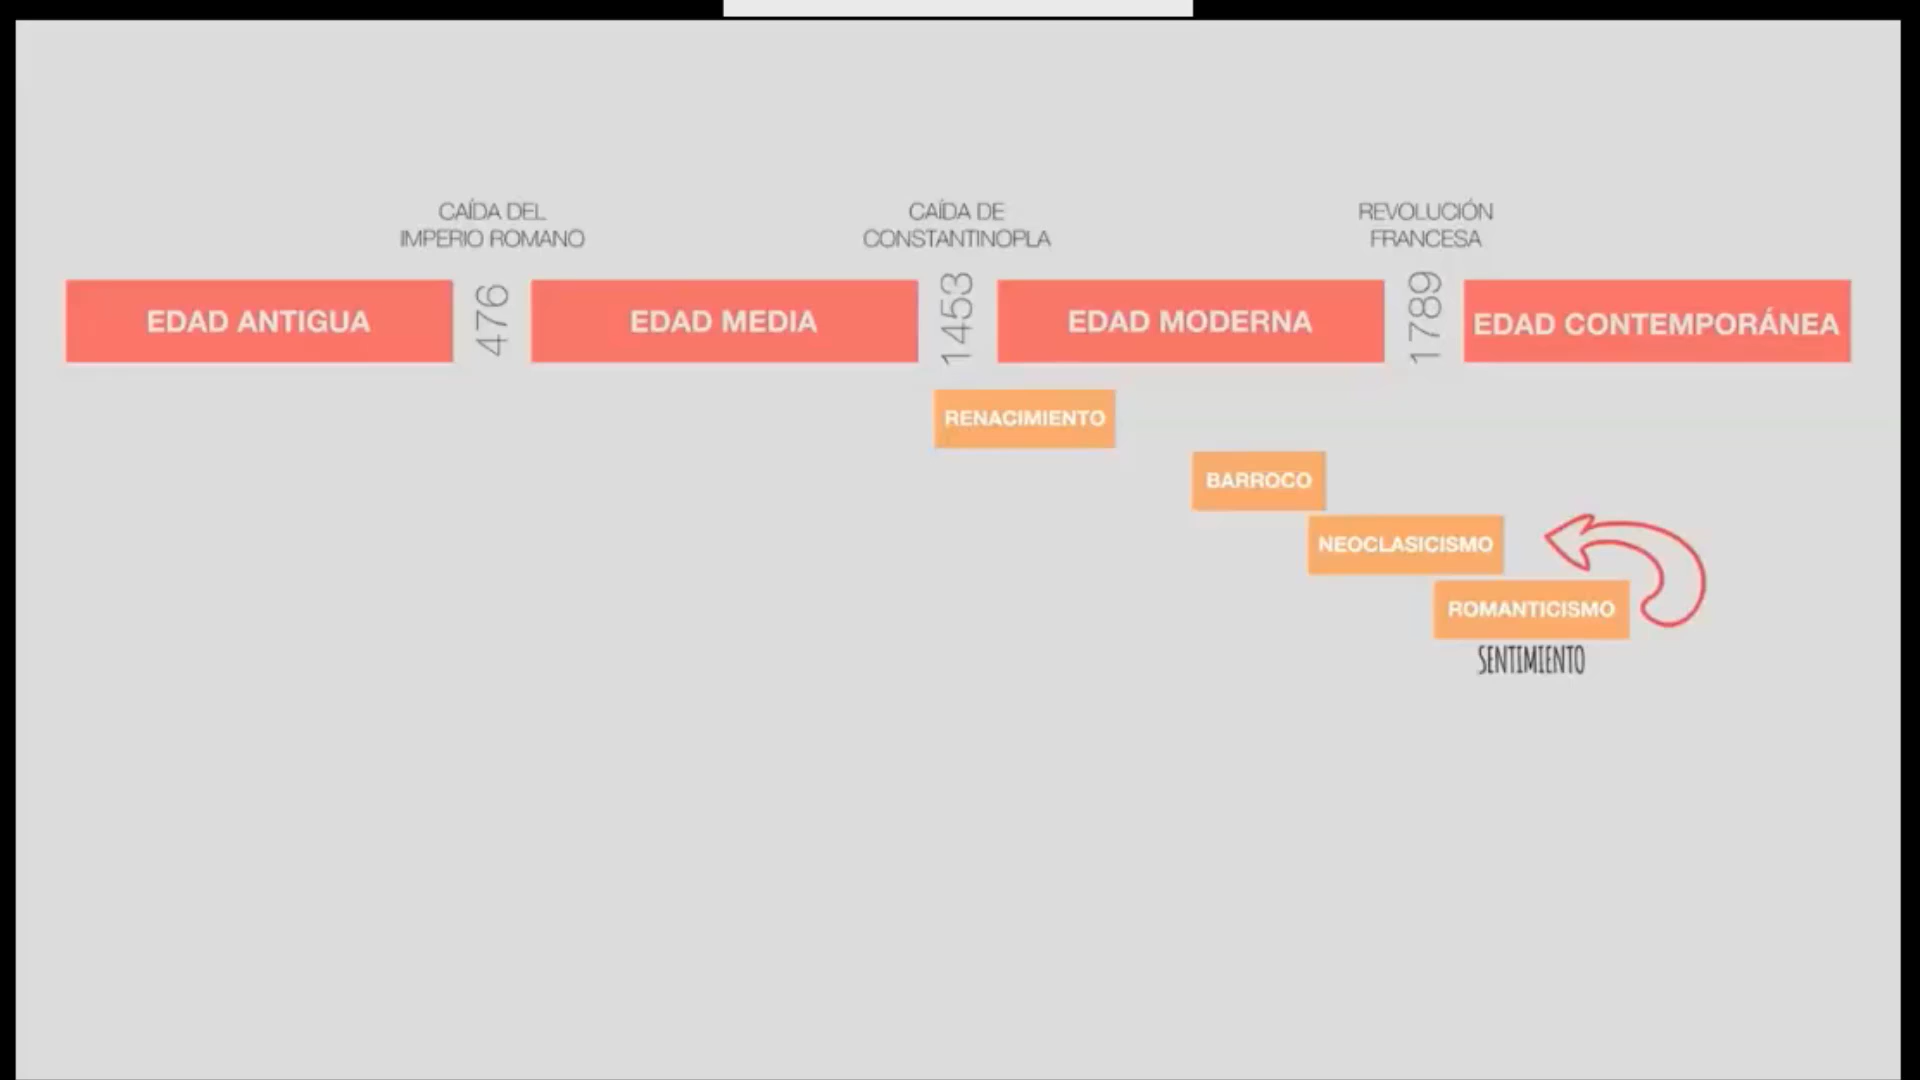 CAÍDA DEL
IMPERIO ROMANO
CAÍDA DE
CONSTANTINOPLA
REVOLUCIÓN
FRANCESA
EDAD ANTIGUA
476
EDAD MEDIA
1453
EDAD MODERNA
1789
EDAD CONTEMPORÁNEA
RENACIMIENTO
BARROCO
NEOCLASICISMO
ROMANTICISMO
SENTIMIENTO